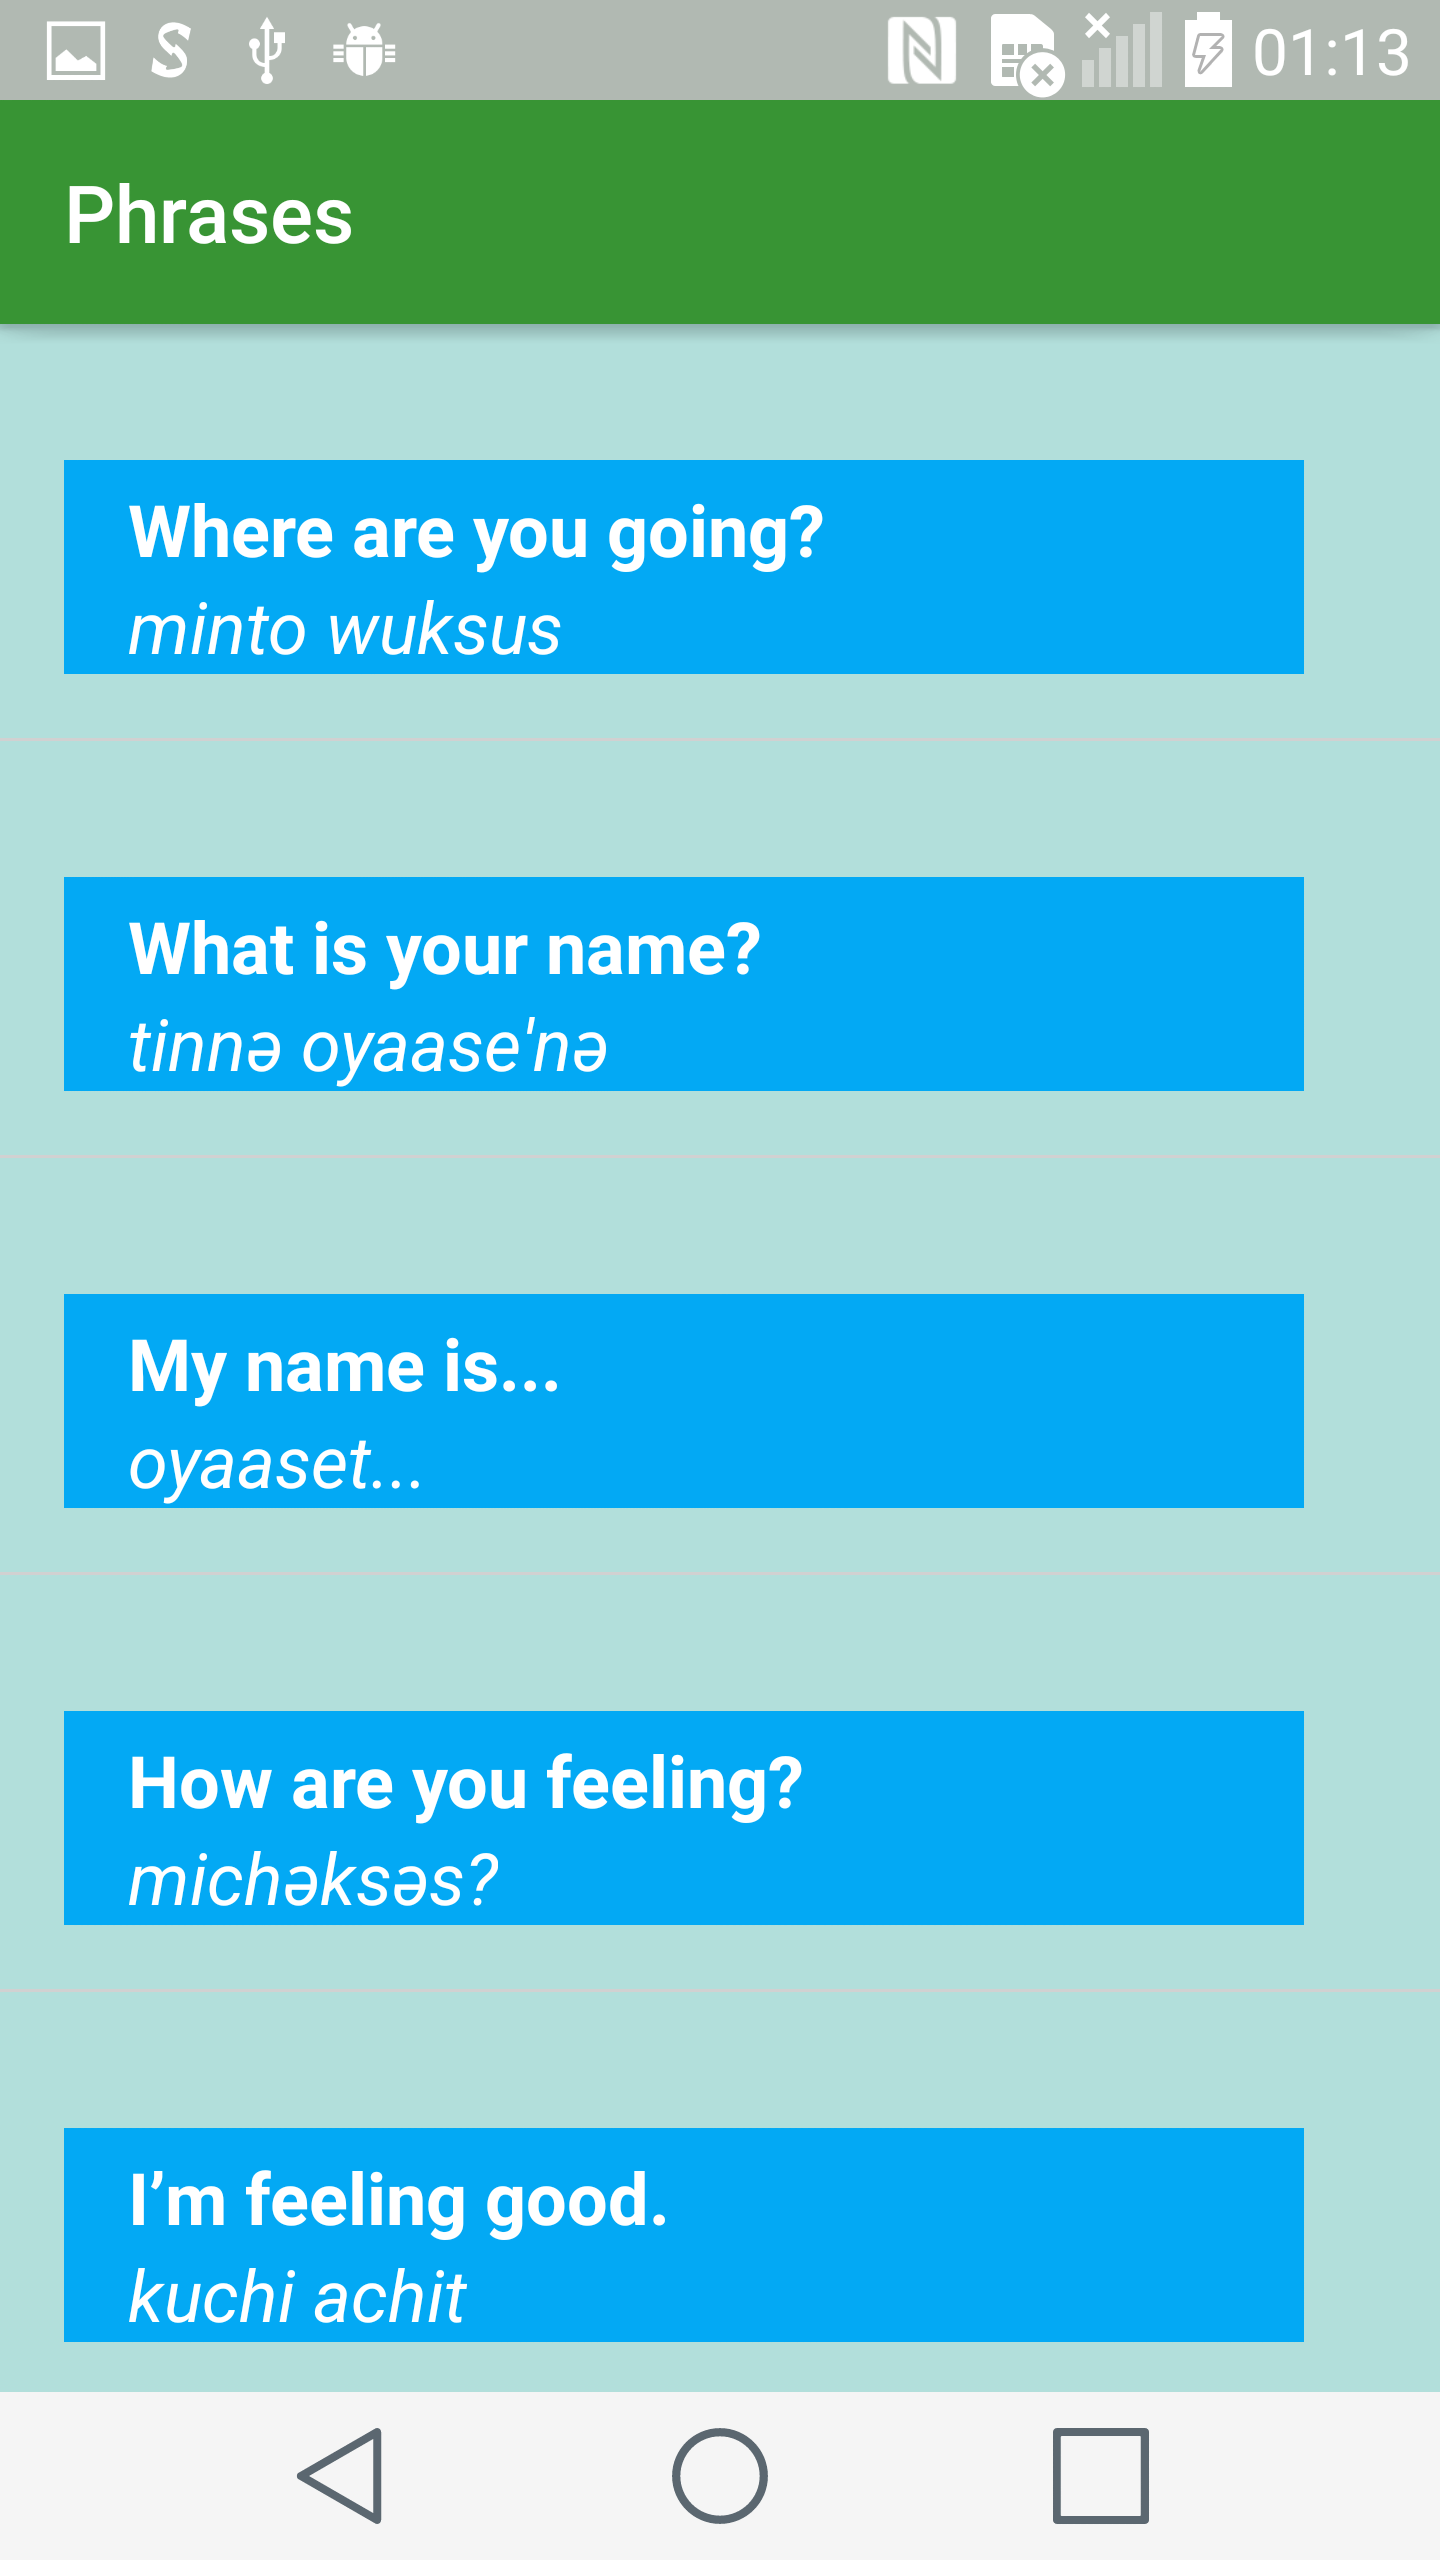 01:13
Phrases
Where are you going?
minto wuksus
What is your name?
tinnə oyaase'nə
My name is...
oyaaset...
How are you feeling?
michəksəs?
I’m feeling good.
kuchi achit